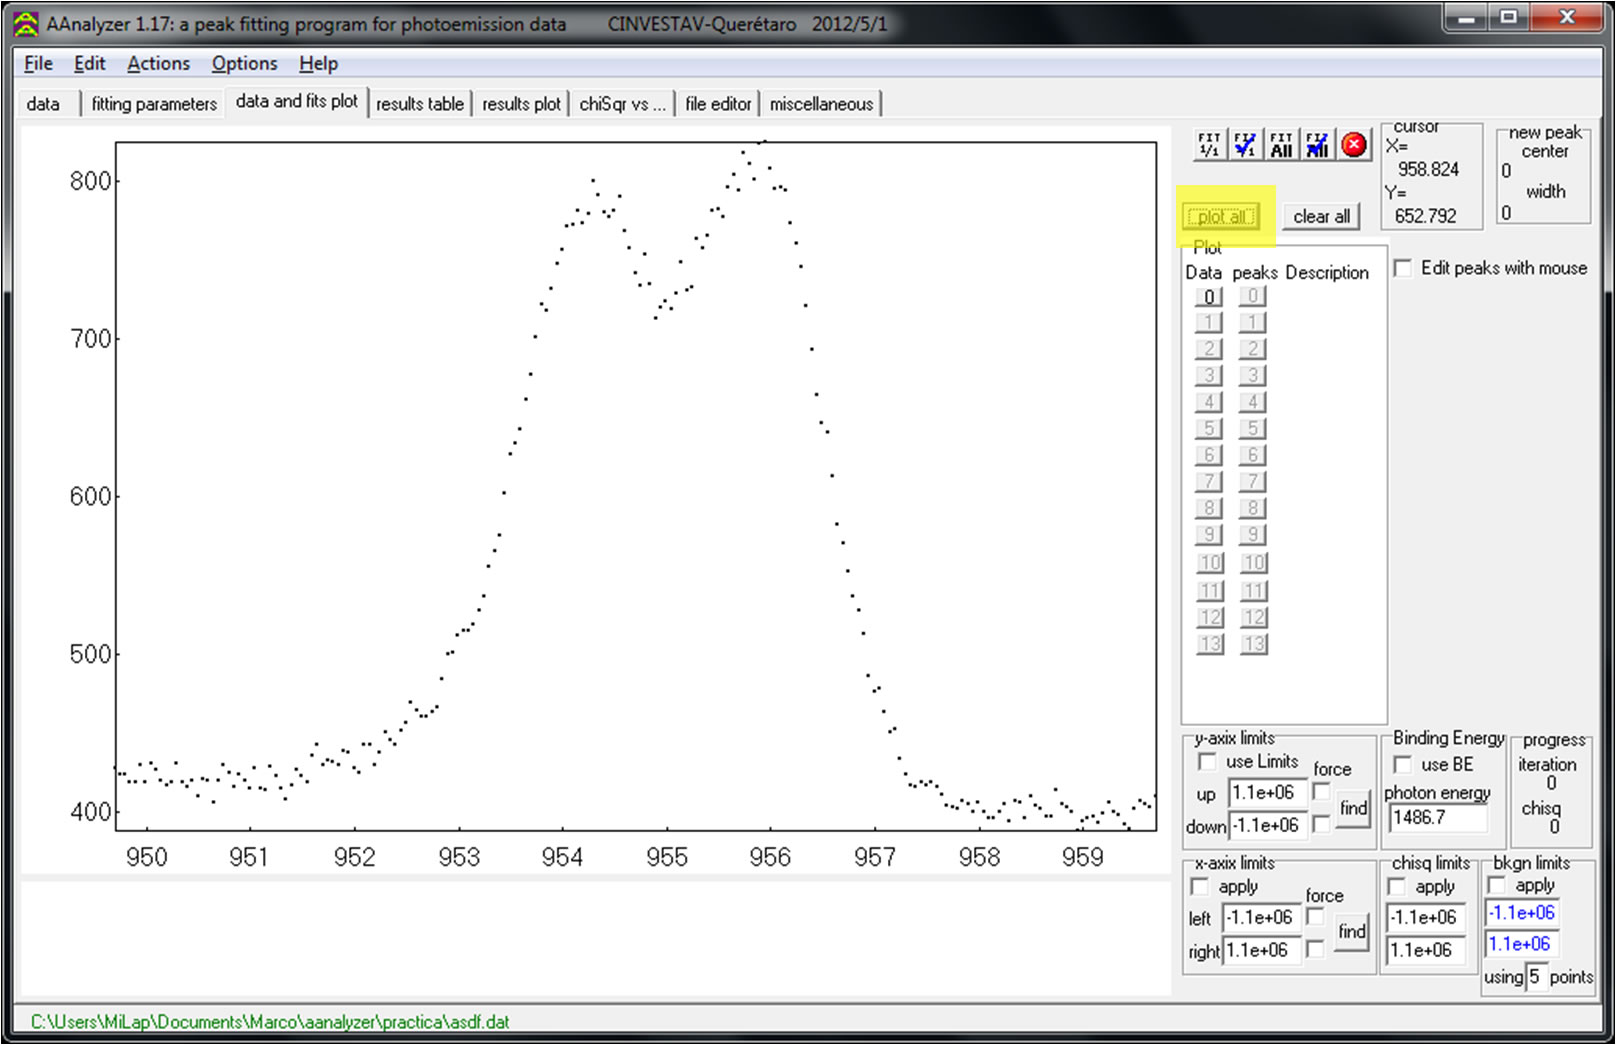 AAnalyzer 1.17: a peak fitting program for photoemission data CINVESTAV-Querétaro 2012/5/1
File Edit Actions Options Help
data fitting parameters data and fits plot results table results plot chiSqr vs ... file editor miscellaneous
800
700
600
500
400
950 951 952 953 954 955 956 957 958 959
FIT 1/1 FIT 1/1 FIT All FIT All
cursor
X=
958.824
Y=
652.792
new peak
center
0
width
0
plot all clear all
Plot
Data peaks Description
0 0
1 1
2 2
3 3
4 4
5 5
6 6
7 7
8 8
9 9
10 10
11 11
12 12
13 13
Edit peaks with mouse
y-axix limits
use Limits force
up 1.1e+06
find
down -1.1e+06
Binding Energy
use BE
photon energy
1486.7
progress
iteration
0
chisq
0
x-axix limits
apply force
left -1.1e+06
find
right 1.1e+06
chisq limits
apply
-1.1e+06
1.1e+06
bkgn limits
apply
-1.1e+06
1.1e+06
using 5 points
C:\Users\MiLap\Documents\Marco\aanalyzer\practica\asdf.dat